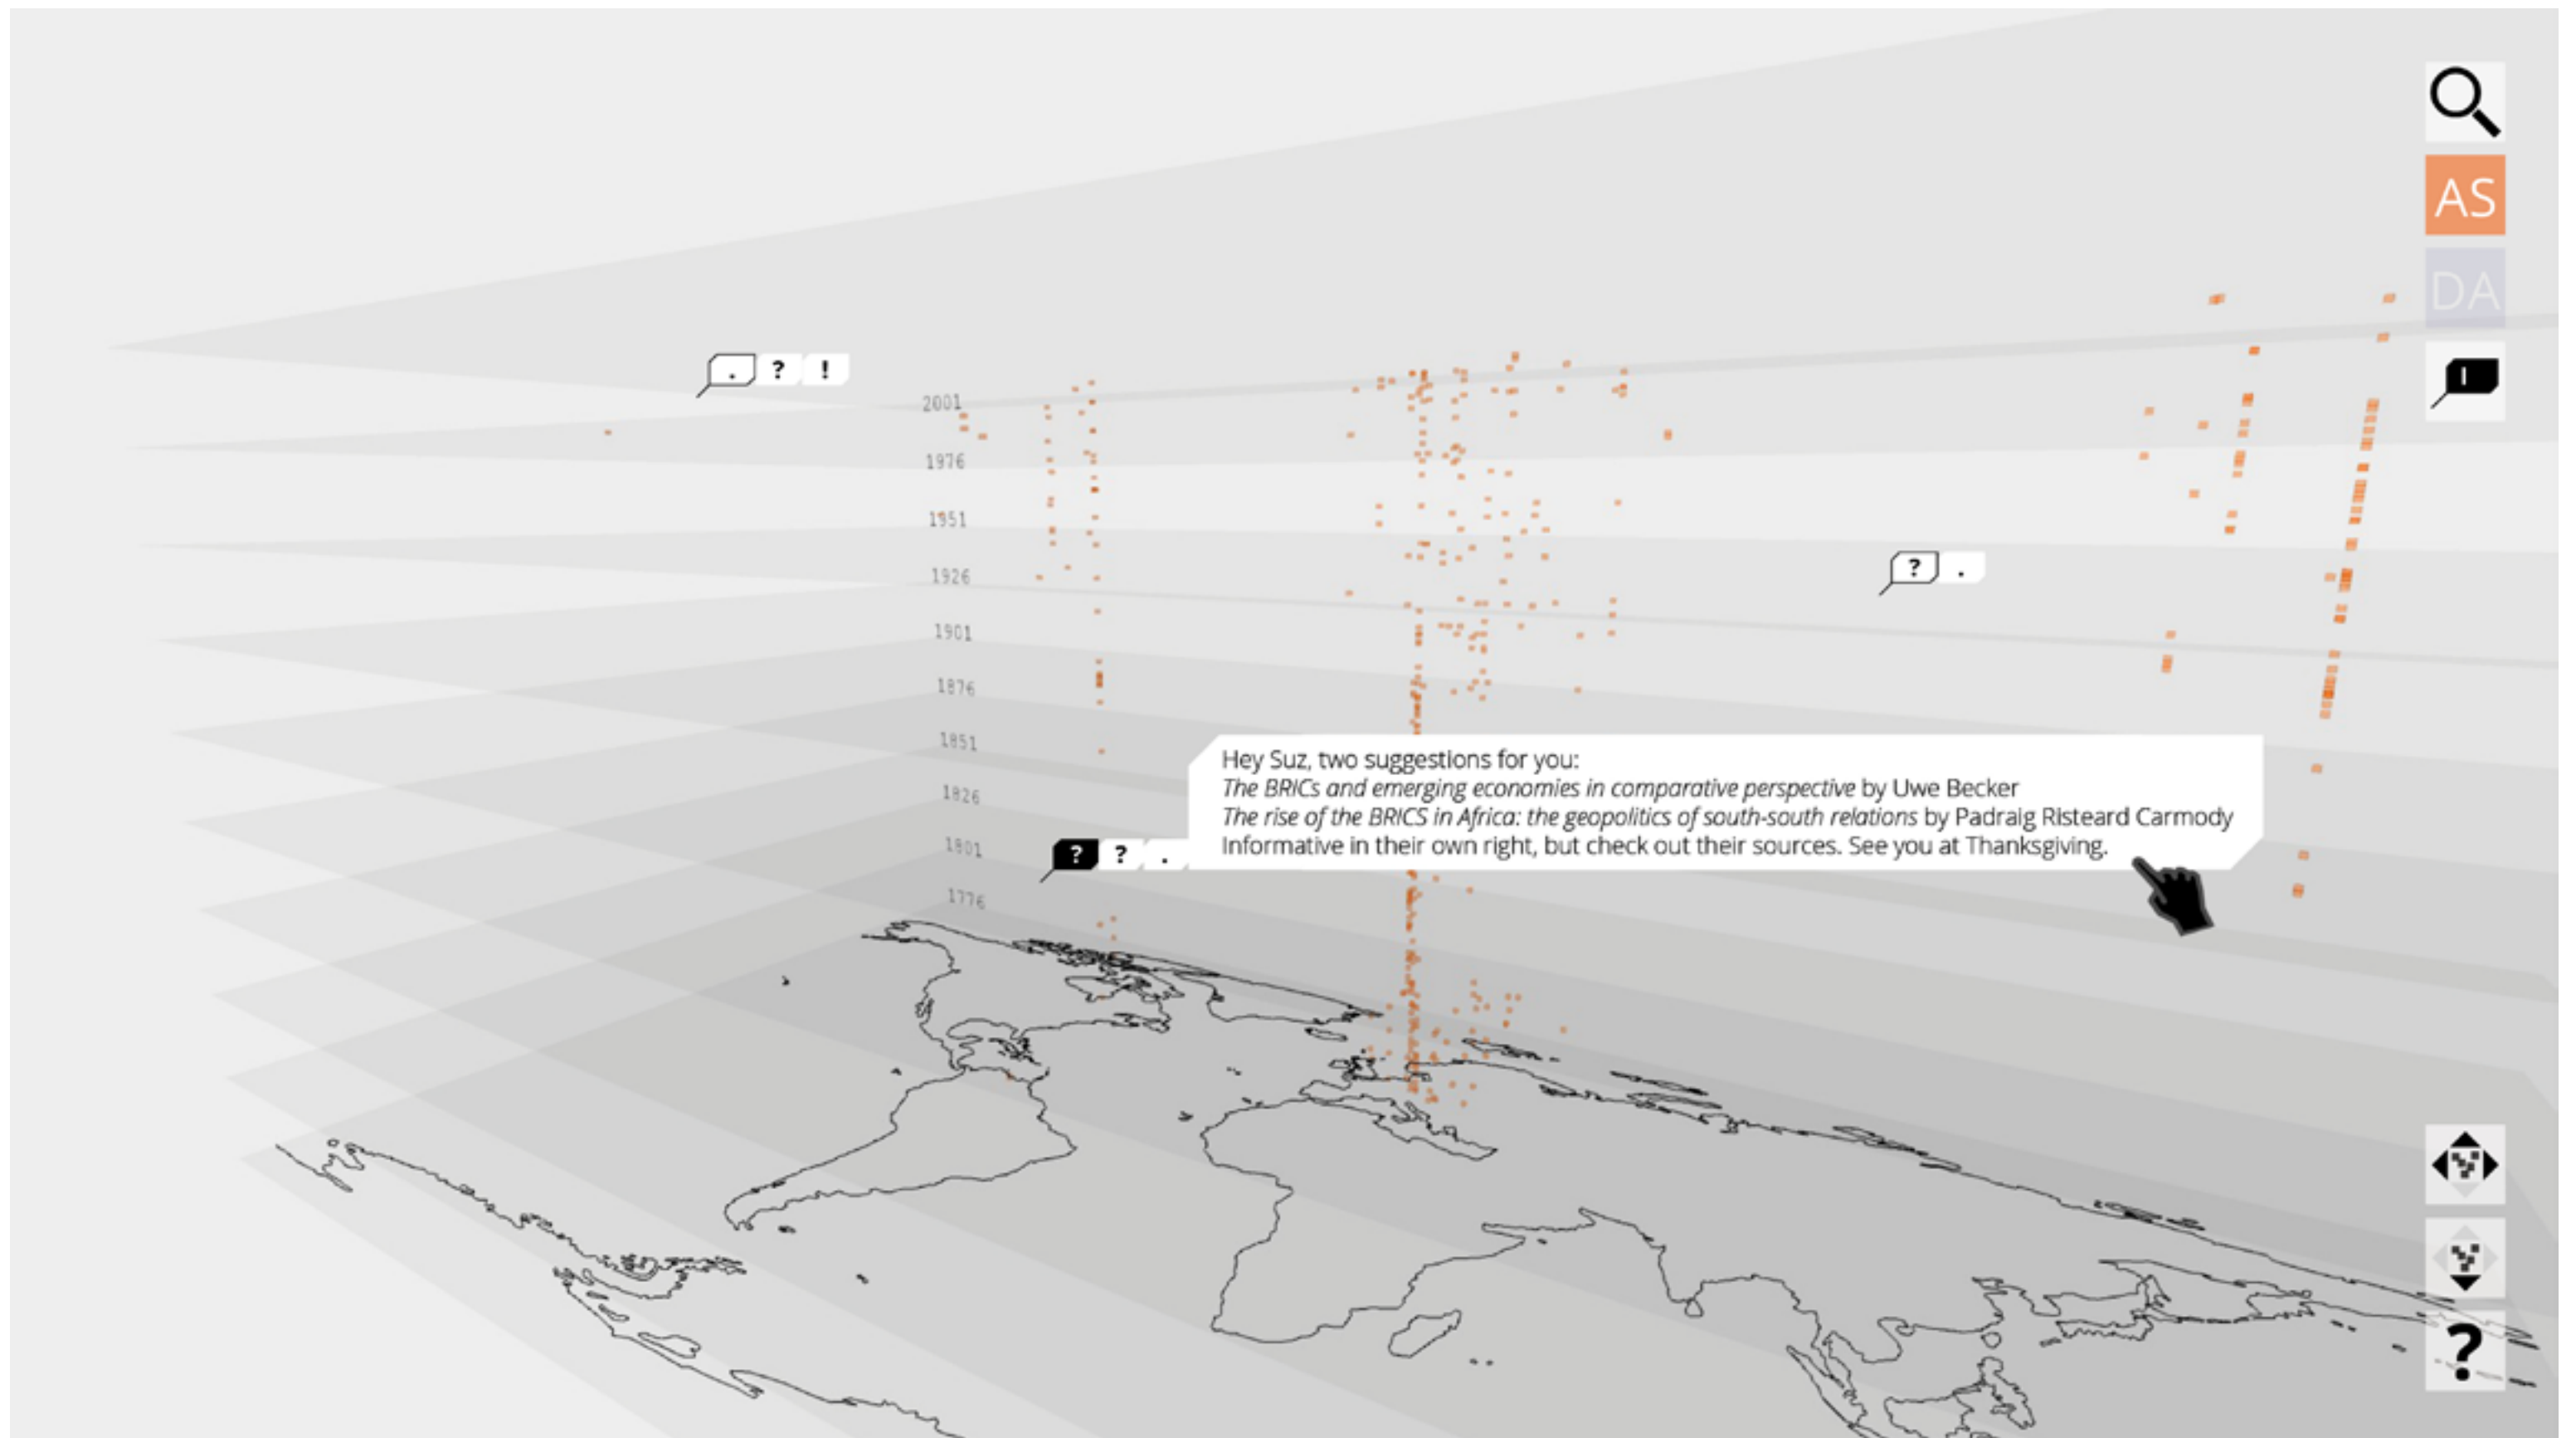 AS
DA
. ? !
2001
1976
1951
1926
1901
1876
1851
1826
1801
1776
? .
I
Hey Suz, two suggestions for you:
The BRICs and emerging economies in comparative perspective by Uwe Becker
The rise of the BRICS in Africa: the geopolitics of south-south relations by Padraig Risteard Carmody
Informative in their own right, but check out their sources. See you at Thanksgiving.
? ? .
?